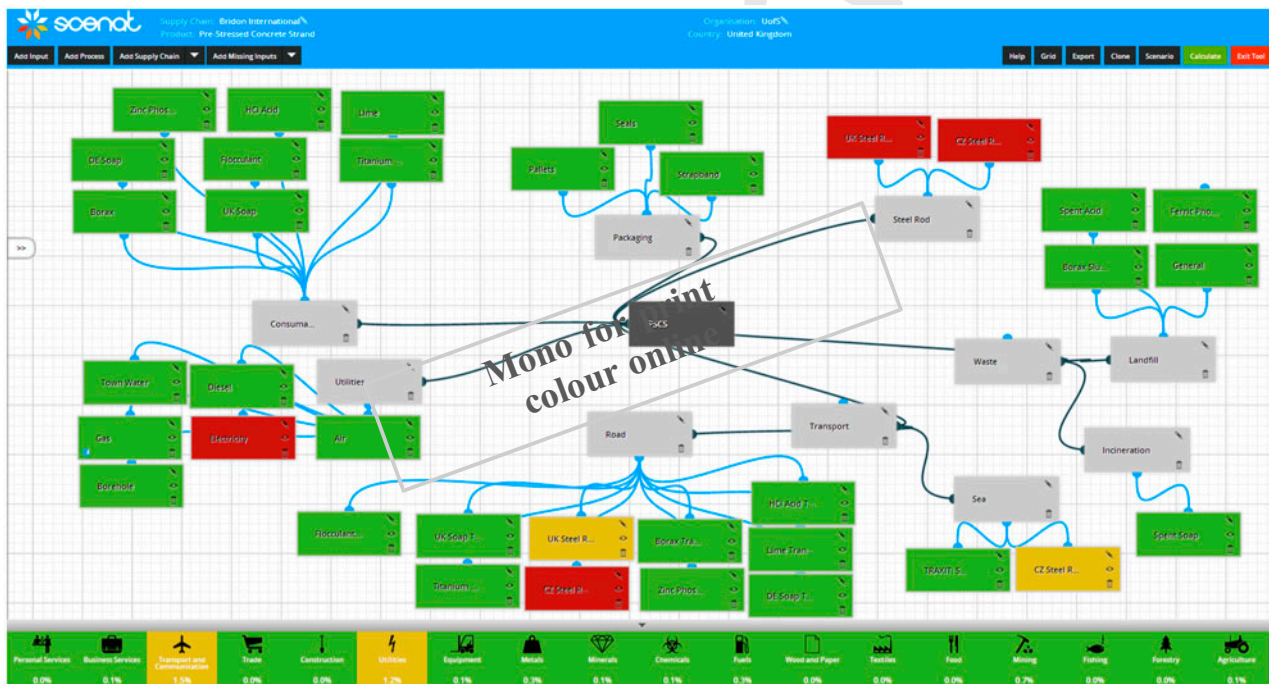 scenat
Supply Chain: Bridon International
Product: Pre-Stressed Concrete Strand
Organisation: UofS
Country: United Kingdom
Add Input Add Process Add Supply Chain Add Missing Inputs
Help Grid Export Clone Scenario Calculate Exit Tool
Zinc Phos... HCl Acid Lime
DE Soap Flocculant Titanium...
Borax UK Soap
Seals
Pallets Strapband
Packaging
UK Steel R... CZ Steel R...
Steel Rod
Spent Acid Ferric Pho...
Borax Slu... General
>>
Consuma...
PSCS
Mono for print
colour online
Waste Landfill
Town Water Diesel Utilitier
Gas Electricity Air
Borehole
Road Transport
Incineration
Sea
Spent Soap
Flocculant... UK Soap T... UK Steel R... Borax Tra... HCl Acid T...
Lime Tran...
Titanium ... CZ Steel R... Zinc Phos... DE Soap T...
TRAXIT: S... CZ Steel R...
Personal Services Business Services Transport and Communication Trade Construction Utilities Equipment Metals Minerals Chemicals Fuels Wood and Paper Textiles Food Mining Fishing Forestry Agriculture
0.0% 0.1% 1.5% 0.0% 0.0% 1.2% 0.1% 0.3% 0.1% 0.1% 0.3% 0.0% 0.0% 0.0% 0.7% 0.0% 0.0% 0.1%